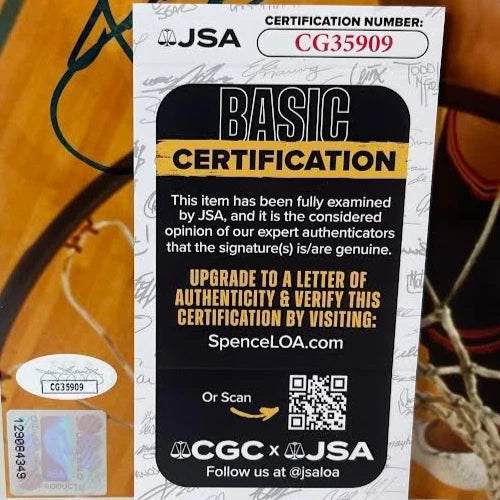 JSA
CERTIFICATION NUMBER:
CG35909
BASIC
CERTIFICATION
This item has been fully examined
by JSA, and it is the considered
opinion of our expert authenticators
that the signature(s) is/are genuine.
UPGRADE TO A LETTER OF
AUTHENTICITY & VERIFY THIS
CERTIFICATION BY VISITING:
SpenceLOA.com
Or Scan
CGC x JSA
Follow us at @jsaloa
CG35909
129084349